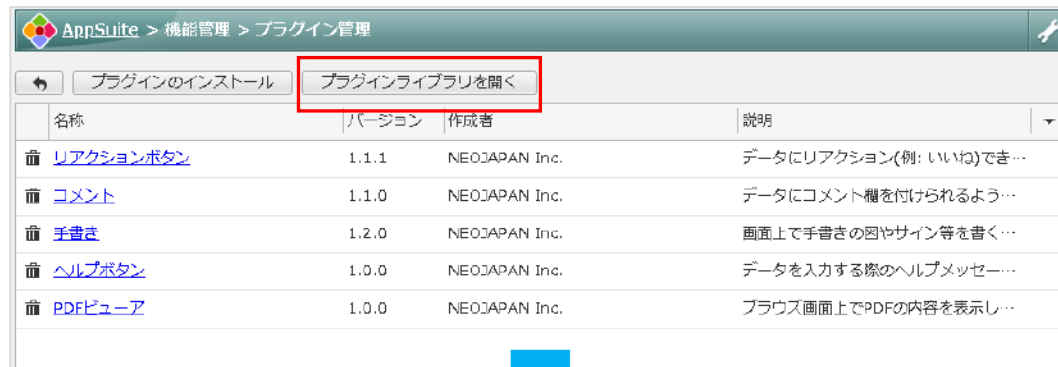 AppSuite > 機能管理 > プラグイン管理
プラグインのインストール プラグインライブラリを開く
名称 バージョン 作成者 説明
リアクションボタン 1.1.1 NEOJAPAN Inc. データにリアクション(例: いいね)でき…
コメント 1.1.0 NEOJAPAN Inc. データにコメント欄を付けられるよう…
手書き 1.2.0 NEOJAPAN Inc. 画面上で手書きの図やサイン等を書く…
ヘルプボタン 1.0.0 NEOJAPAN Inc. データを入力する際のヘルプメッセー…
PDFビューア 1.0.0 NEOJAPAN Inc. ブラウズ画面上でPDFの内容を表示し…